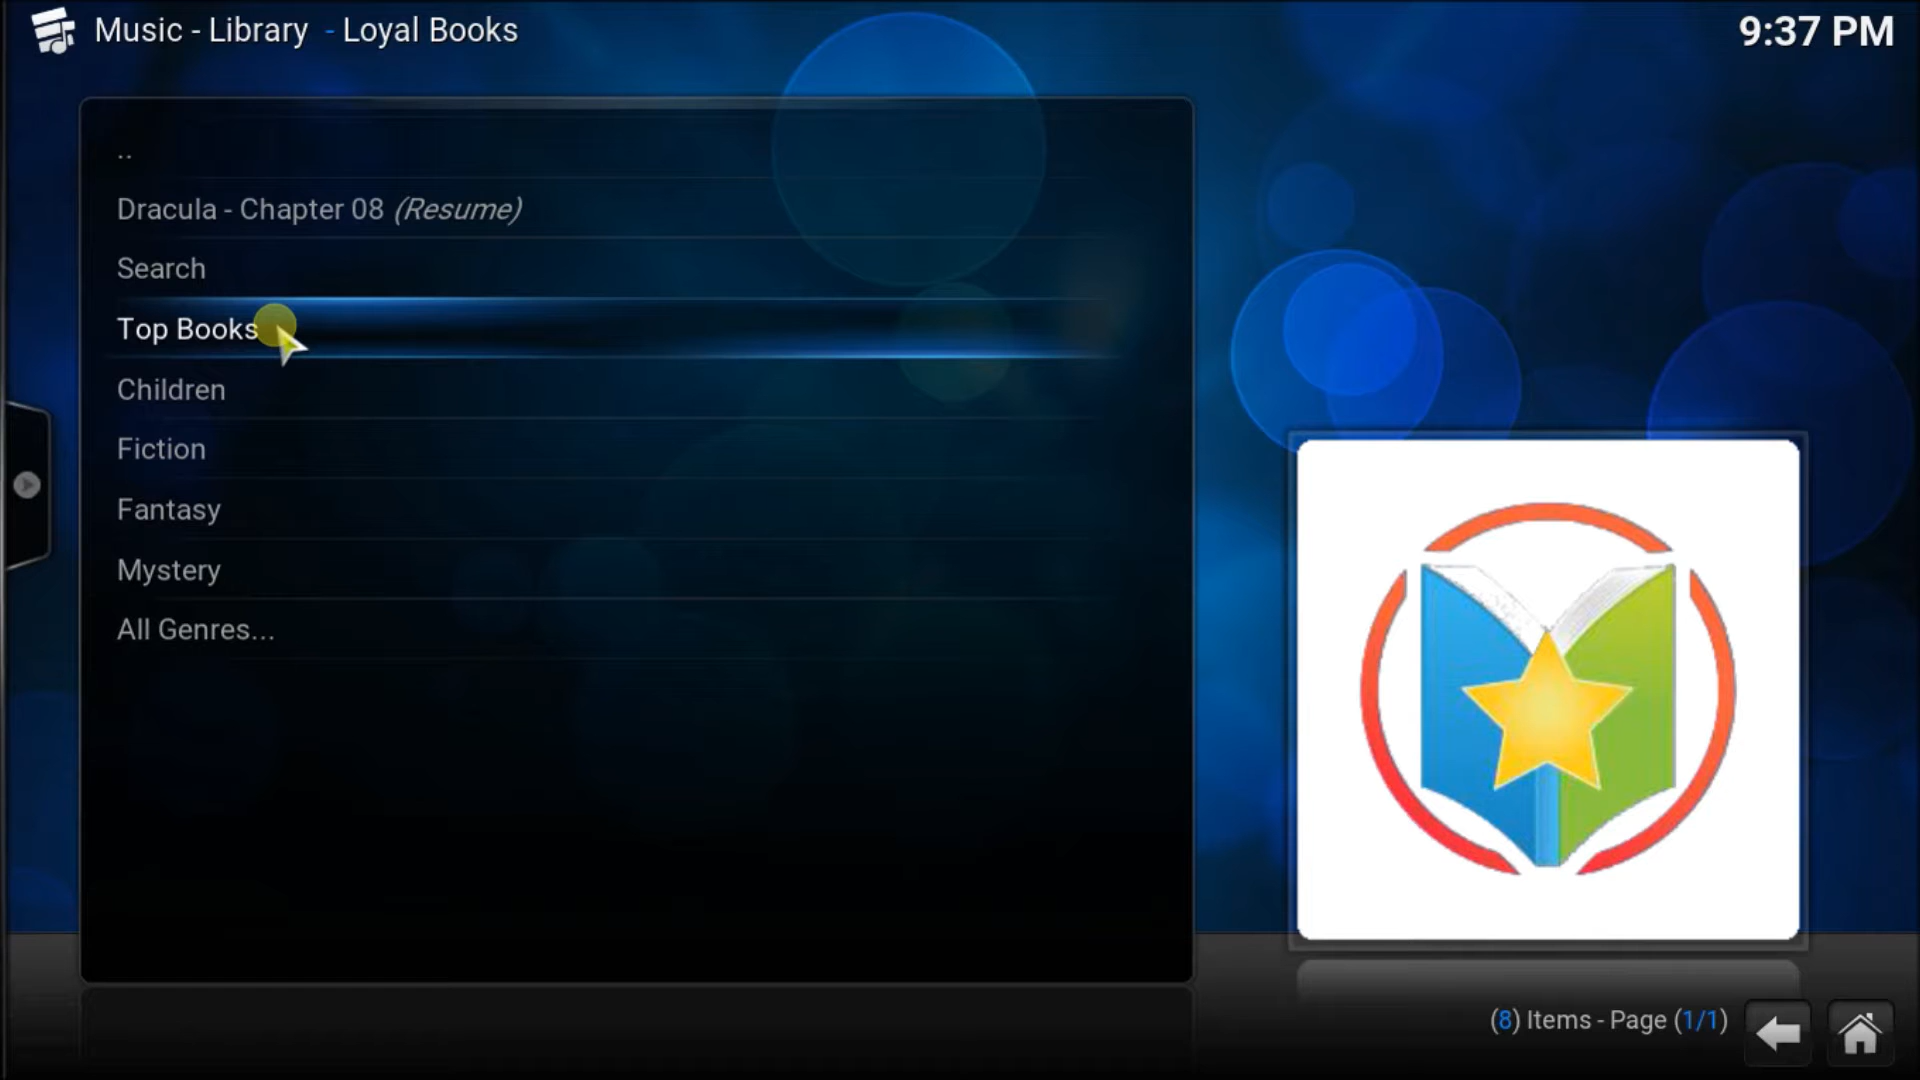 Music - Library - Loyal Books
9:37 PM
..
Dracula - Chapter 08 (Resume)
Search
Top Books
Children
Fiction
Fantasy
Mystery
All Genres...
(8) Items - Page (1/1)